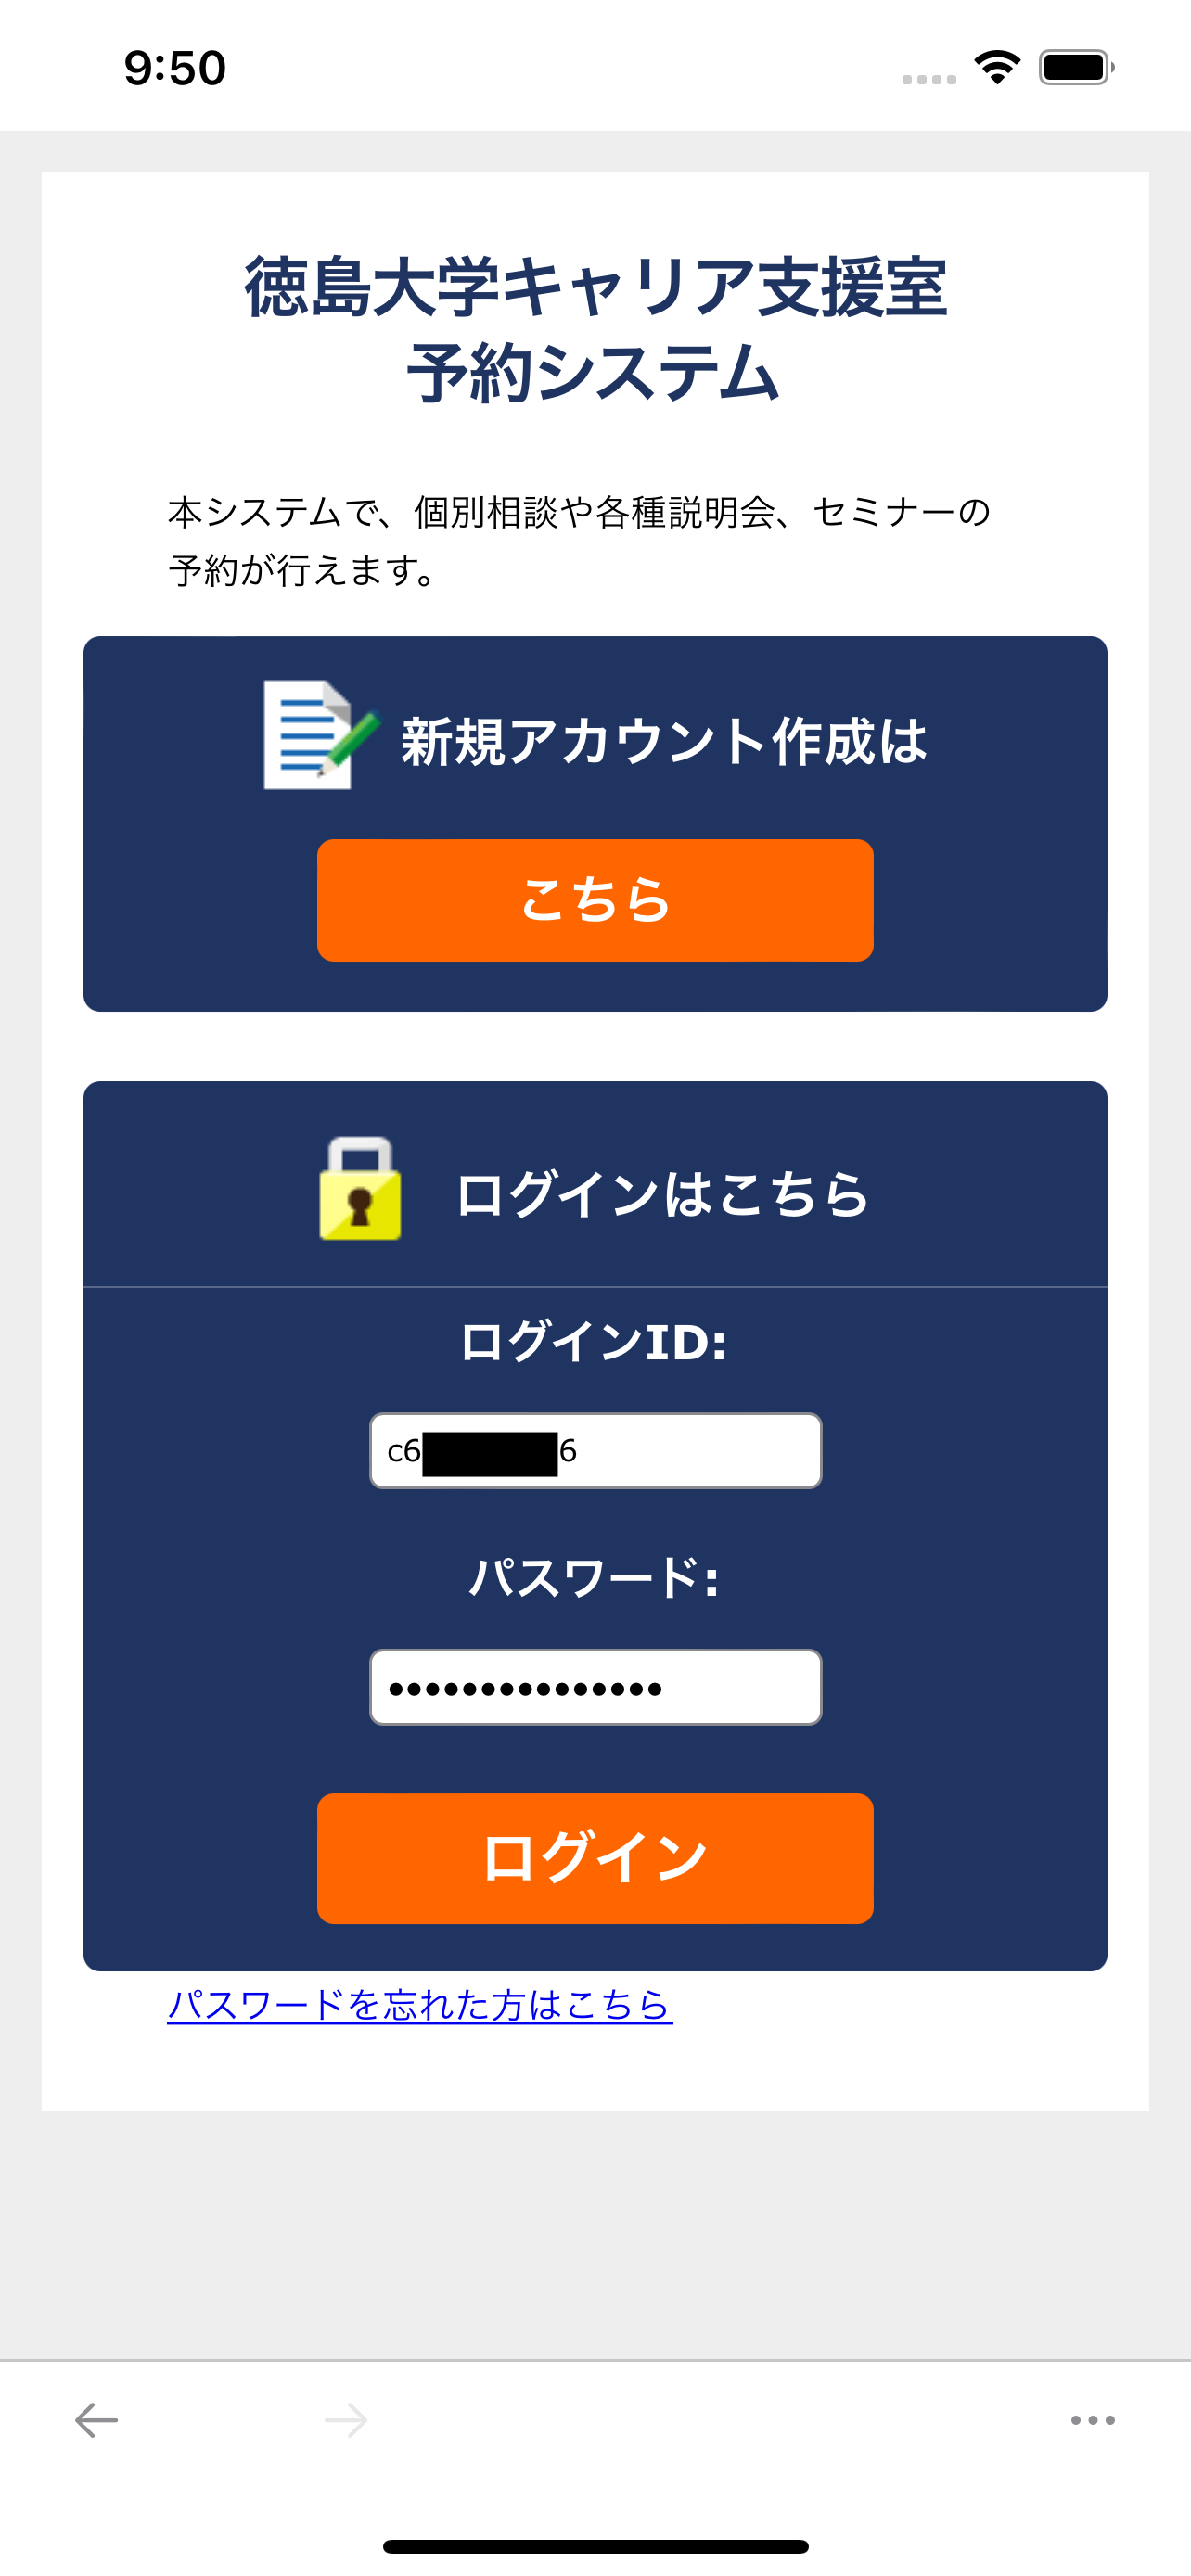 9:50
徳島大学キャリア支援室
予約システム
本システムで、個別相談や各種説明会、セミナーの
予約が行えます。
新規アカウント作成は
こちら
ログインはこちら
ログインID:
c6 6
パスワード:
•••••••••••••••
ログイン
パスワードを忘れた方はこちら